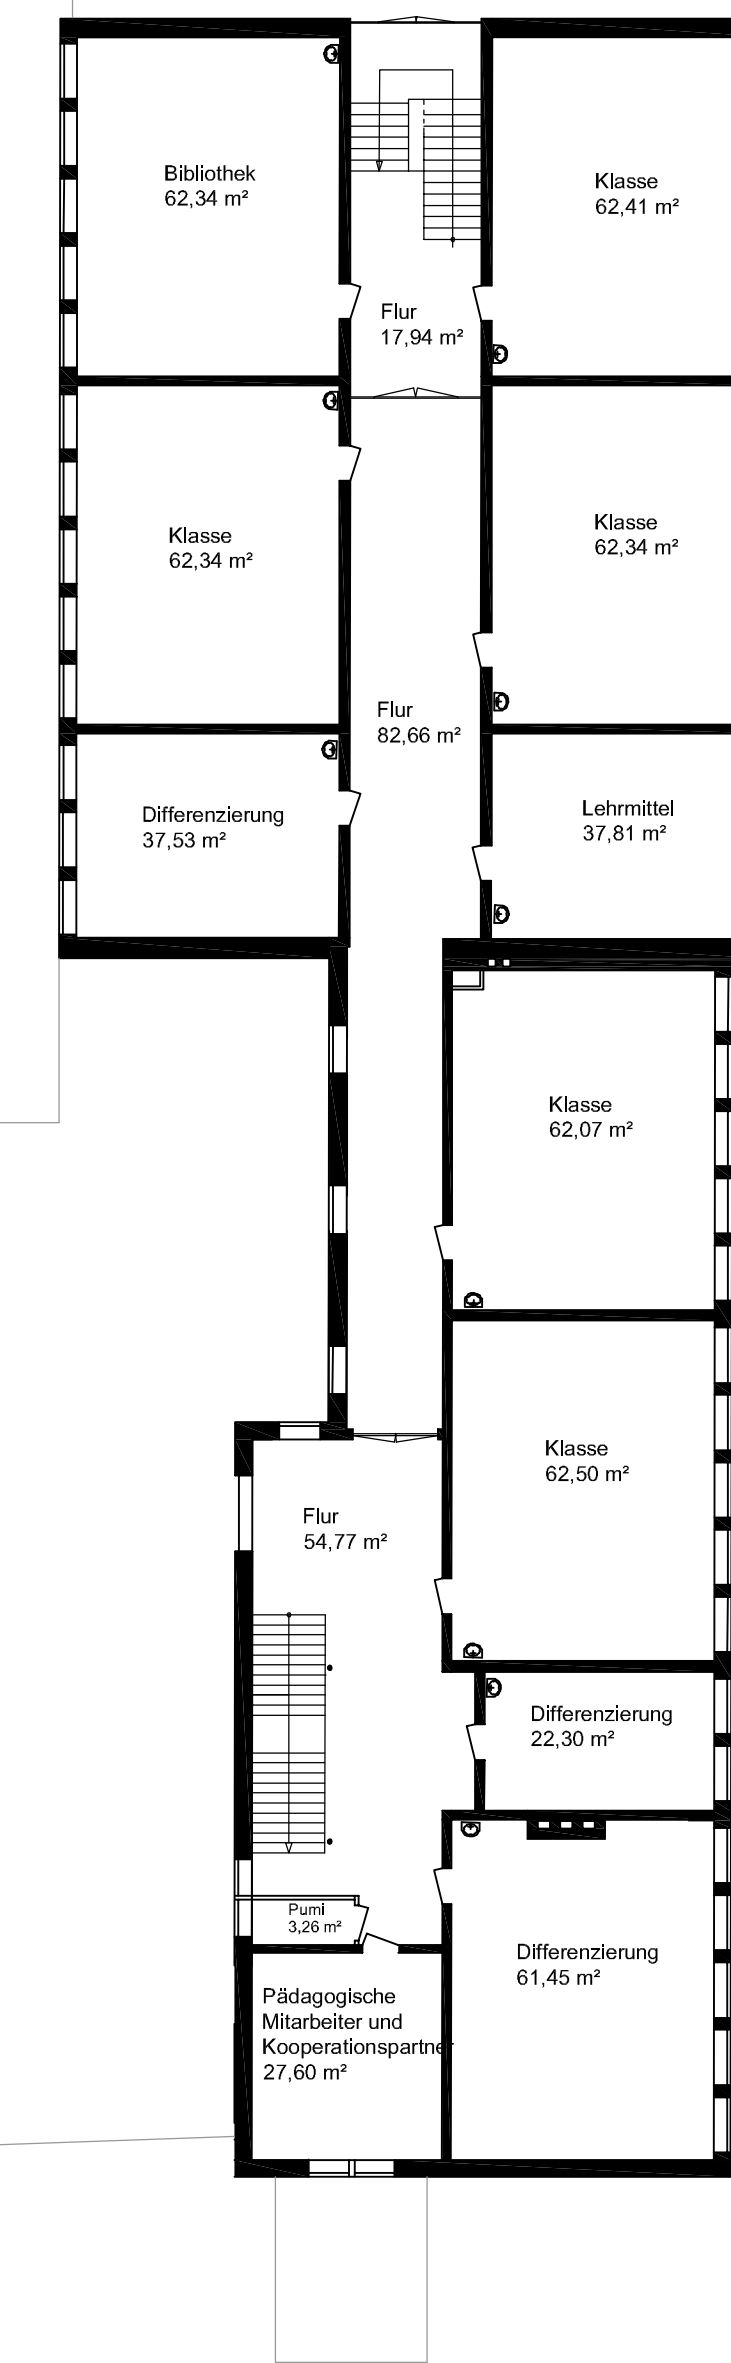 Bibliothek
62,34 m²
Klasse
62,41 m²
Flur
17,94 m²
Klasse
62,34 m²
Klasse
62,34 m²
Flur
82,66 m²
Differenzierung
37,53 m²
Lehrmittel
37,81 m²
Klasse
62,07 m²
Klasse
62,50 m²
Flur
54,77 m²
Differenzierung
22,30 m²
Pumi
3,26 m²
Differenzierung
61,45 m²
Pädagogische
Mitarbeiter und
Kooperationspartner
27,60 m²